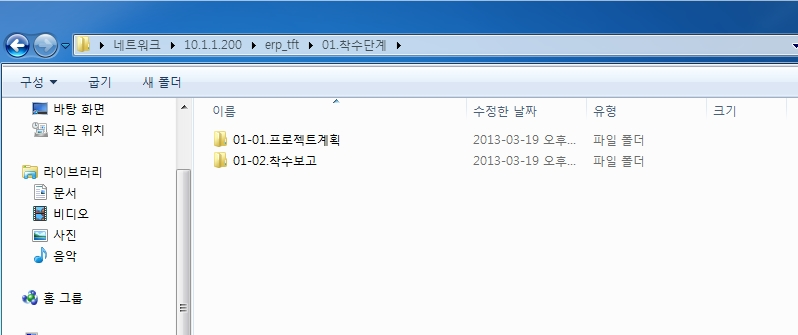 네트워크 10.1.1.200 erp_tft 01.착수단계
구성 굽기 새 폴더
바탕 화면
최근 위치
라이브러리
문서
비디오
사진
음악
홈 그룹
이름 수정한 날짜 유형 크기
01-01.프로젝트계획 2013-03-19 오후... 파일 폴더
01-02.착수보고 2013-03-19 오후... 파일 폴더